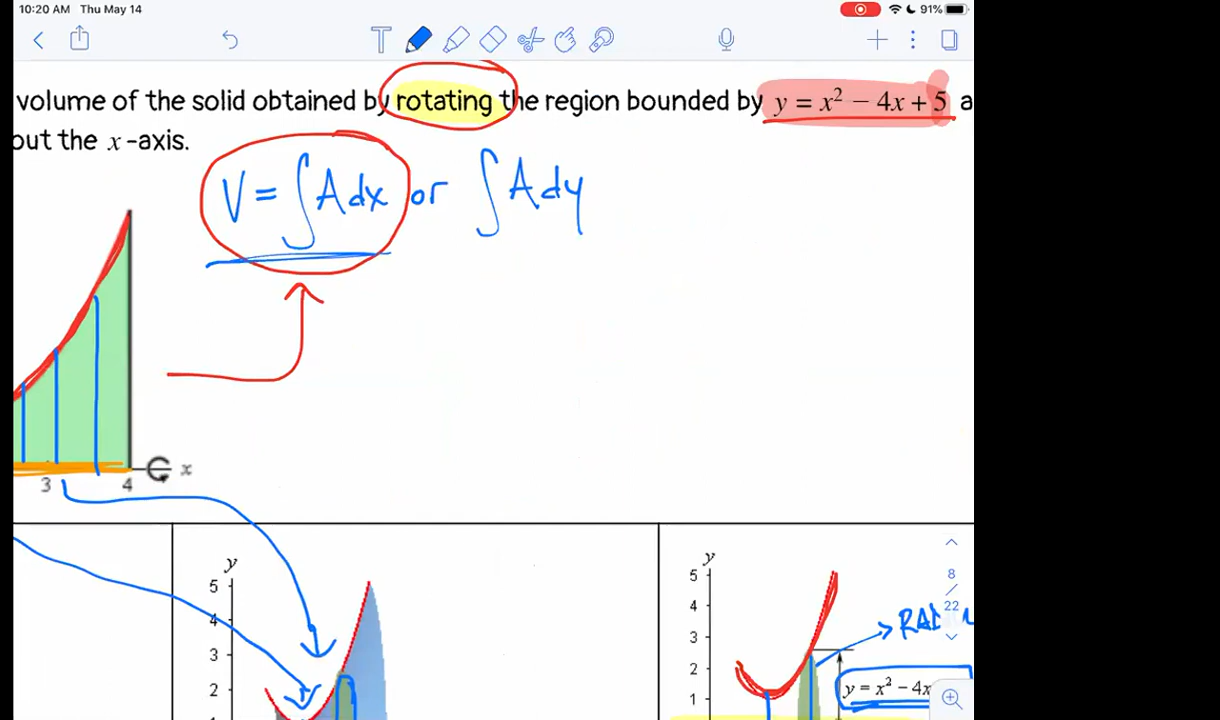 10:20 AM Thu May 14
91%
volume of the solid obtained by rotating the region bounded by y = x² − 4x + 5 a
out the x-axis.
V = ∫ A dx or ∫ A dy
x
3 4
y
5
4
3
2
1
y
5
4
3
2
1
y = x² − 4x
8
/
22